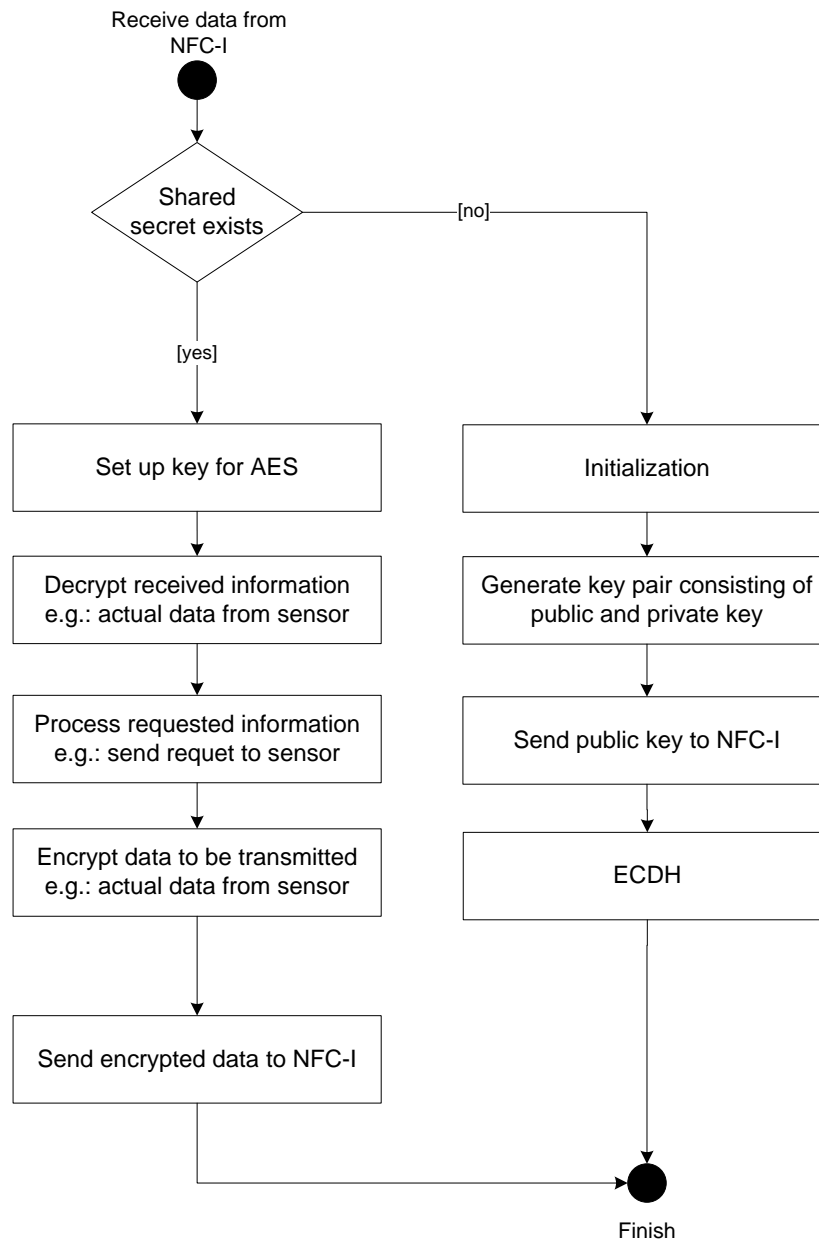 Receive data from
NFC-I
Shared
secret exists
[no]
[yes]
Set up key for AES
Decrypt received information
e.g.: actual data from sensor
Process requested information
e.g.: send requet to sensor
Encrypt data to be transmitted
e.g.: actual data from sensor
Send encrypted data to NFC-I
Initialization
Generate key pair consisting of
public and private key
Send public key to NFC-I
ECDH
Finish